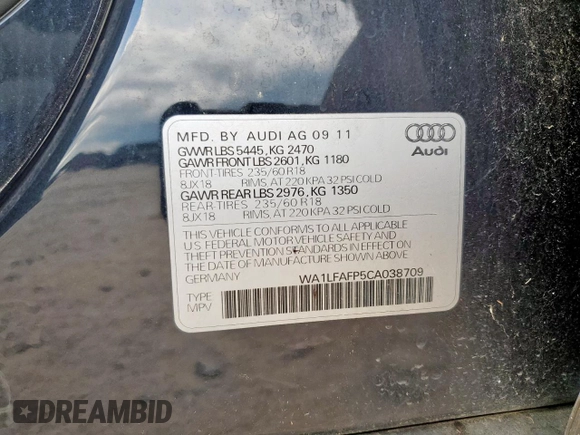 MFD. BY AUDI AG 09 11
GVWR LBS 5445, KG 2470
GAWR FRONT LBS 2601, KG 1180
FRONT-TIRES 235/60 R18
8JX18 RIMS, AT 220 KPA 32 PSI COLD
GAWR REAR LBS 2976, KG 1350
REAR-TIRES 235/60 R18
8JX18 RIMS, AT 220 KPA 32 PSI COLD
THIS VEHICLE CONFORMS TO ALL APPLICABLE
U.S. FEDERAL MOTOR VEHICLE SAFETY AND
THEFT PREVENTION STANDARDS IN EFFECT ON
THE DATE OF MANUFACTURE SHOWN ABOVE.
GERMANY WA1LFAFP5CA038709
TYPE
MPV
Audi
DREAMBID